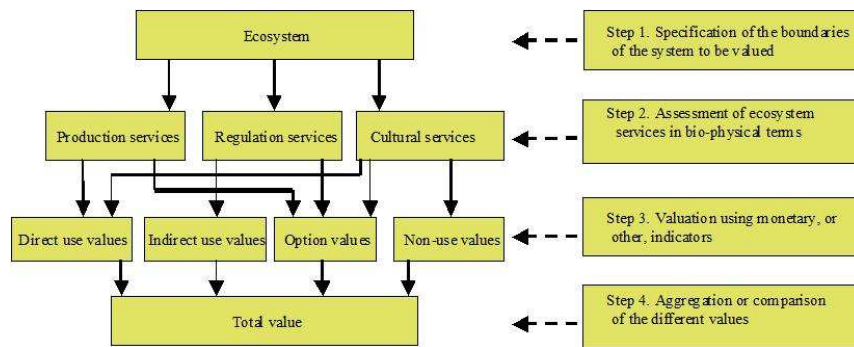 Ecosystem
Step 1. Specification of the boundaries
of the system to be valued
Production services
Regulation services
Cultural services
Step 2. Assessment of ecosystem
services in bio-physical terms
Direct use values
Indirect use values
Option values
Non-use values
Step 3. Valuation using monetary, or
other, indicators
Total value
Step 4. Aggregation or comparison
of the different values